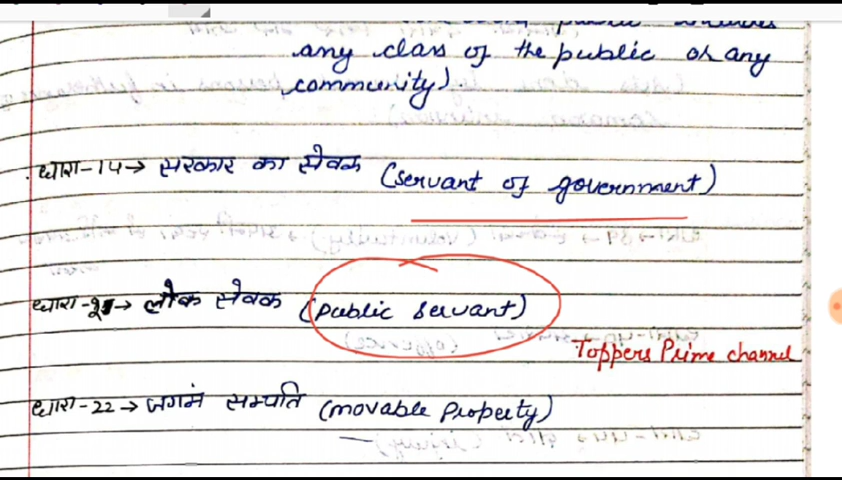 any class of the public or any
community).
धारा-14→ सरकार का सेवक (servant of government)
धारा-21→ लोक सेवक (public servant)
Toppers Prime channel
धारा-22→ जगमं सम्पति (movable Property)